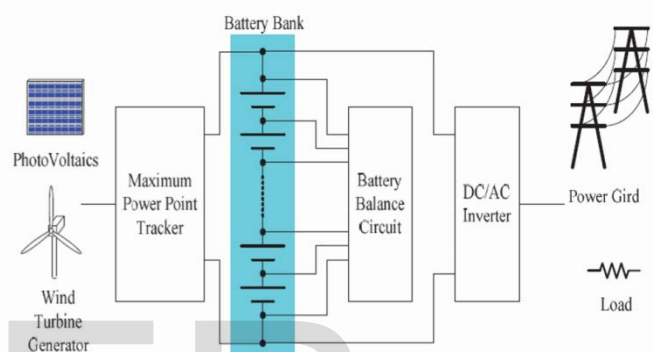 Battery Bank
PhotoVoltaics
Wind
Turbine
Generator
Maximum
Power Point
Tracker
Battery
Balance
Circuit
DC/AC
Inverter
Power Gird
Load